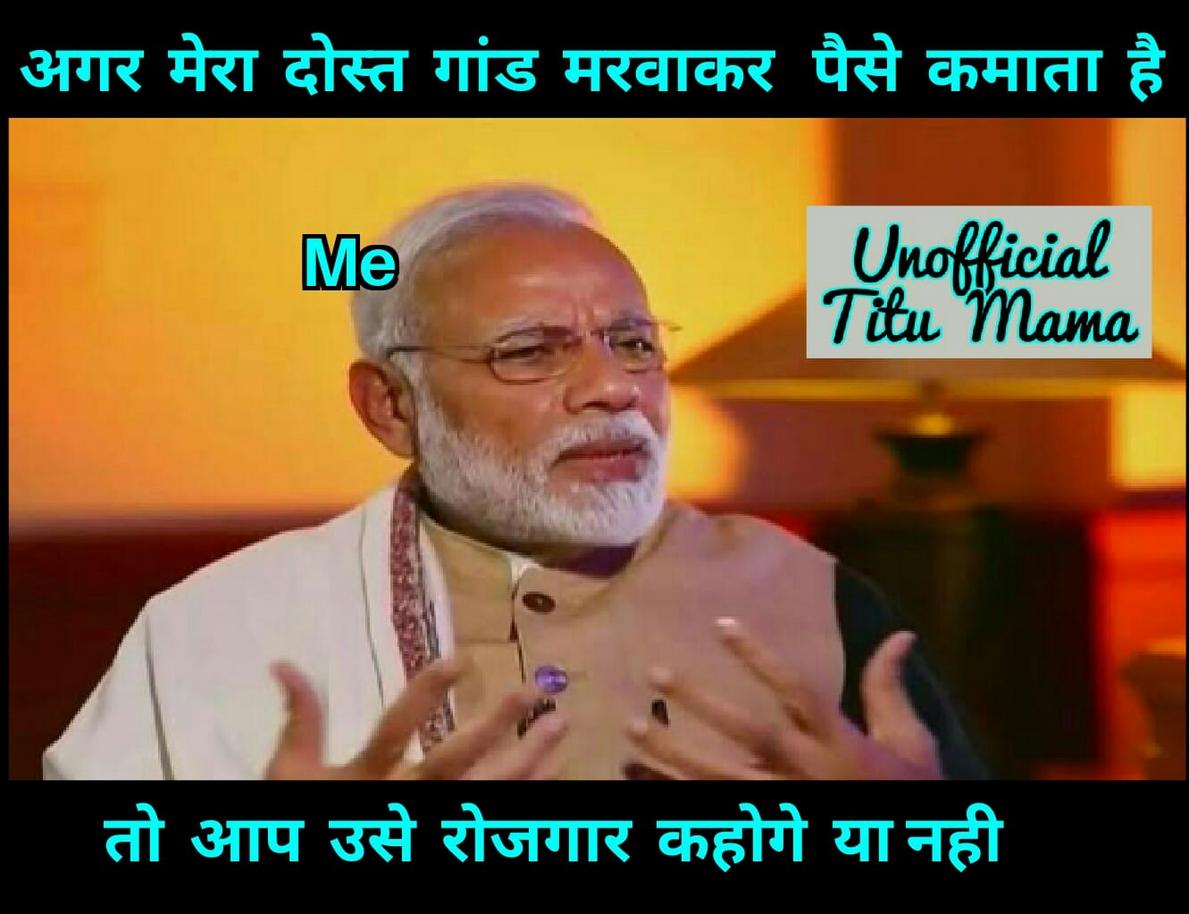 अगर मेरा दोस्त गांड मरवाकर पैसे कमाता है
Me
Unofficial
Titu Mama
तो आप उसे रोजगार कहोगे या नही